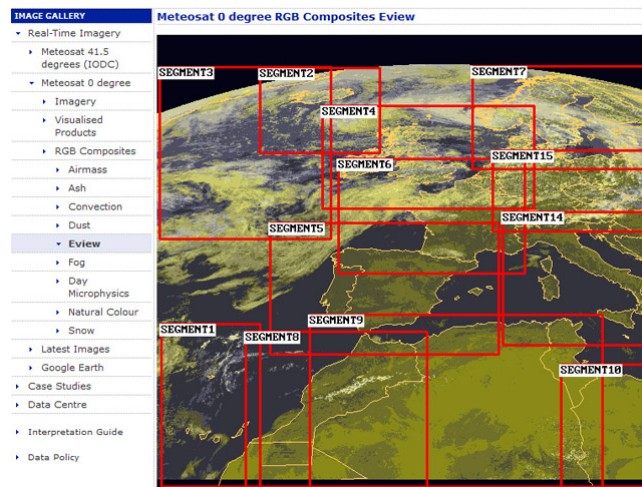 IMAGE GALLERY
Real-Time Imagery
Meteosat 41.5
degrees (IODC)
Meteosat 0 degree
Imagery
Visualised
Products
RGB Composites
Airmass
Ash
Convection
Dust
Eview
Fog
Day
Microphysics
Natural Colour
Snow
Latest Images
Google Earth
Case Studies
Data Centre
Interpretation Guide
Data Policy
Meteosat 0 degree RGB Composites Eview
SEGMENT3
SEGMENT2
SEGMENT7
SEGMENT4
SEGMENT15
SEGMENT6
SEGMENT14
SEGMENT5
SEGMENT9
SEGMENT1
SEGMENT8
SEGMENT10